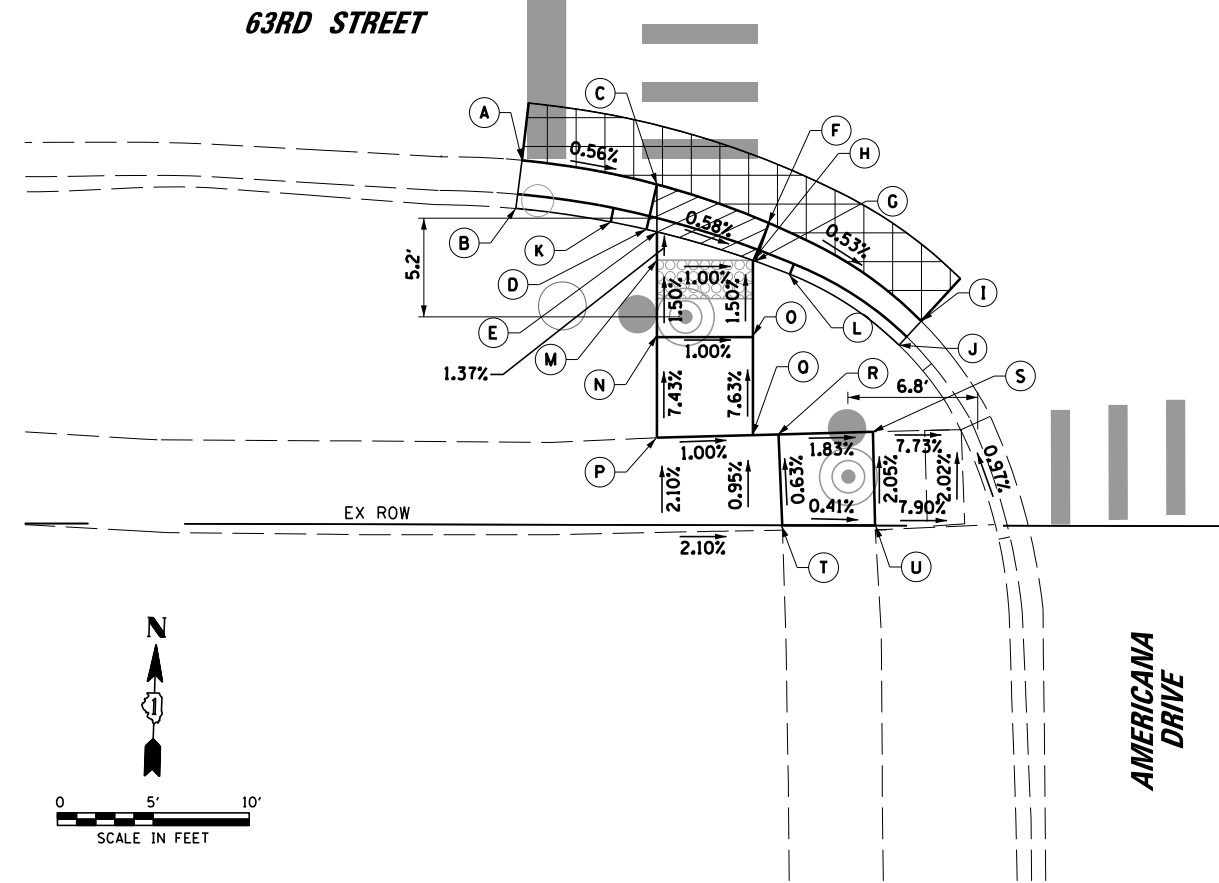 63RD STREET
A
C
F
H
G
0.56%
0.58%
0.53%
B
K
D
E
M
N
5.2'
1.37%
1.00%
1.50%
1.50%
1.00%
O
L
I
J
7.43%
7.63%
O
R
S
6.8'
P
1.00%
1.83%
7.73%
0.97%
2.10%
0.95%
0.63%
2.05%
2.02%
0.41%
7.90%
EX ROW
2.10%
T
U
N
1
0 5' 10'
SCALE IN FEET
AMERICANA
DRIVE